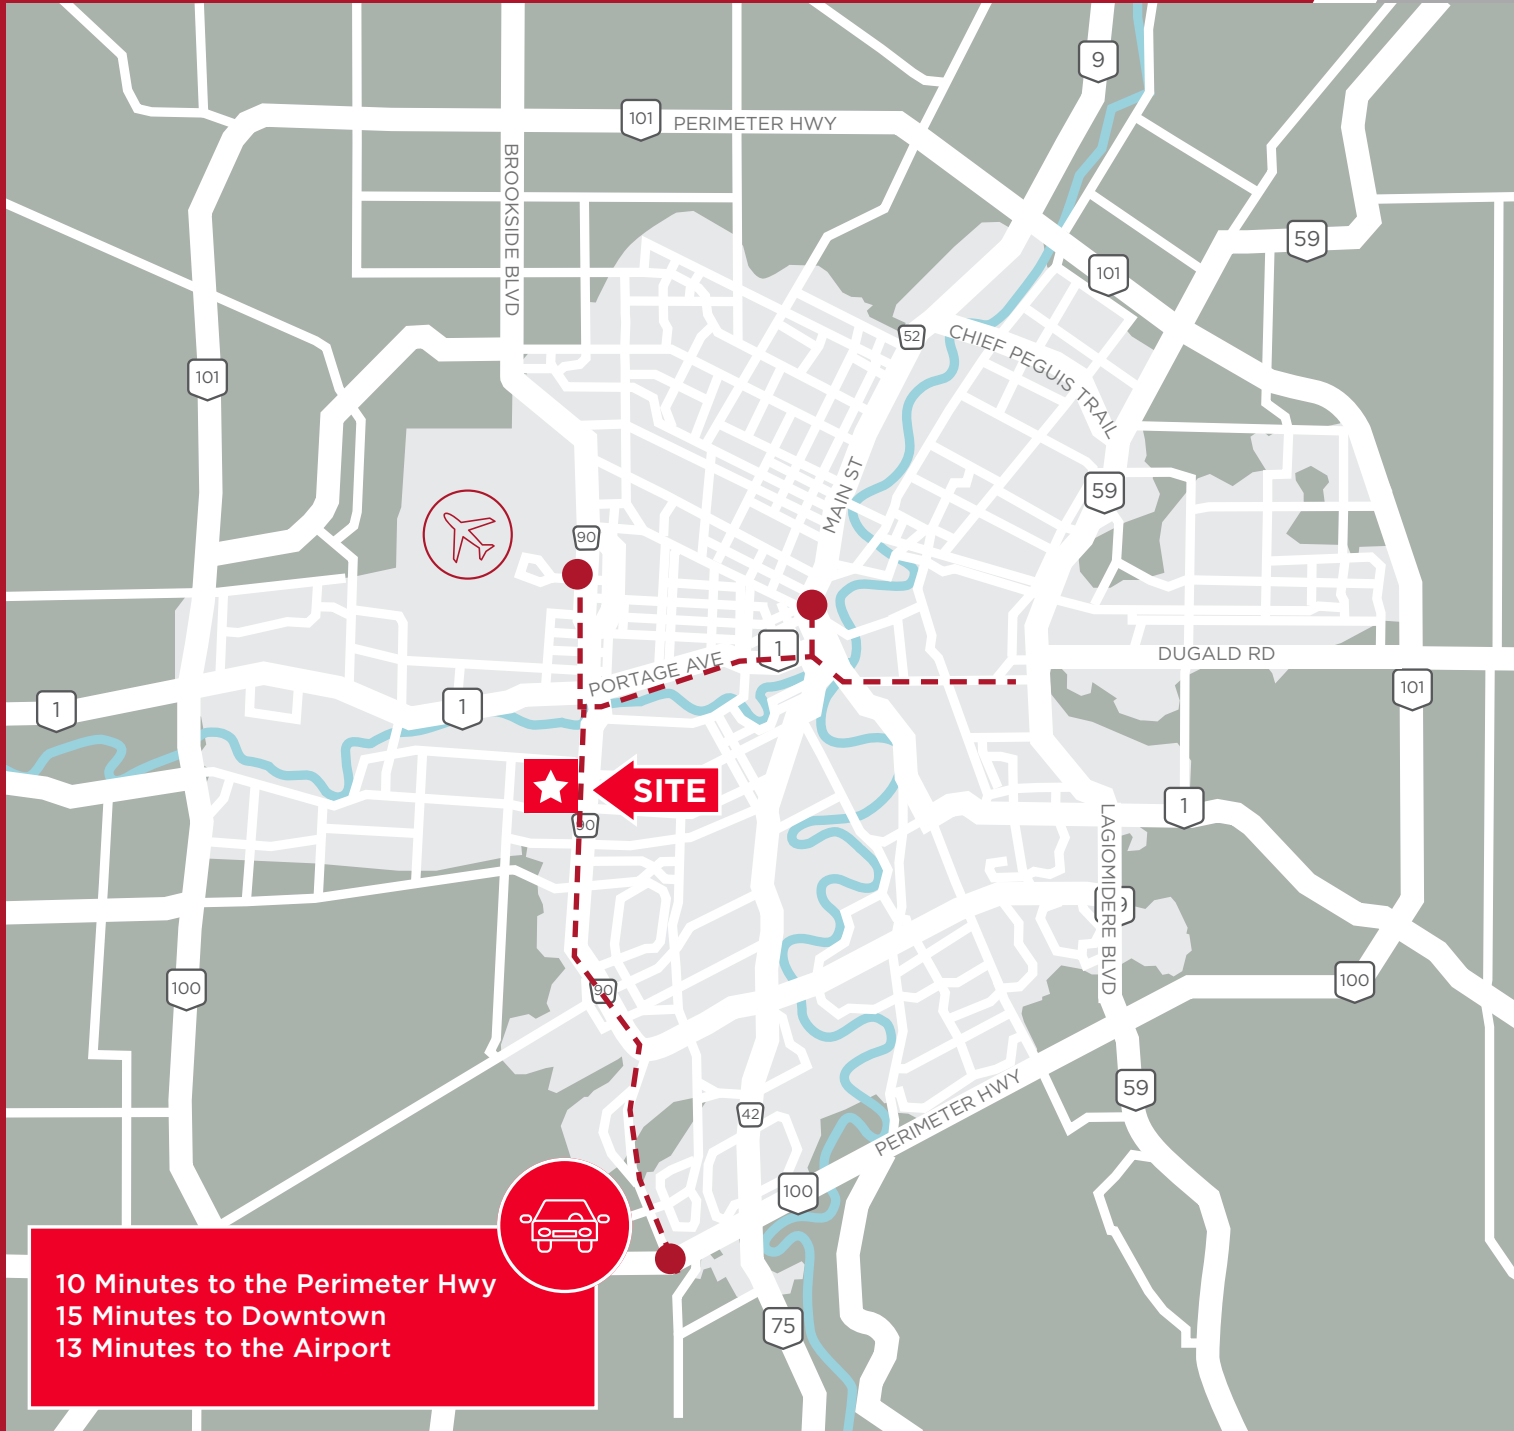 9
101
PERIMETER HWY
BROOKSIDE BLVD
59
101
52
CHIEF PEGUIS TRAIL
101
MAIN ST
59
90
1
PORTAGE AVE
DUGALD RD
101
1
1
SITE
1
90
LAGIOMIDERE BLVD
90
100
100
PERIMETER HWY
59
42
100
75
10 Minutes to the Perimeter Hwy
15 Minutes to Downtown
13 Minutes to the Airport